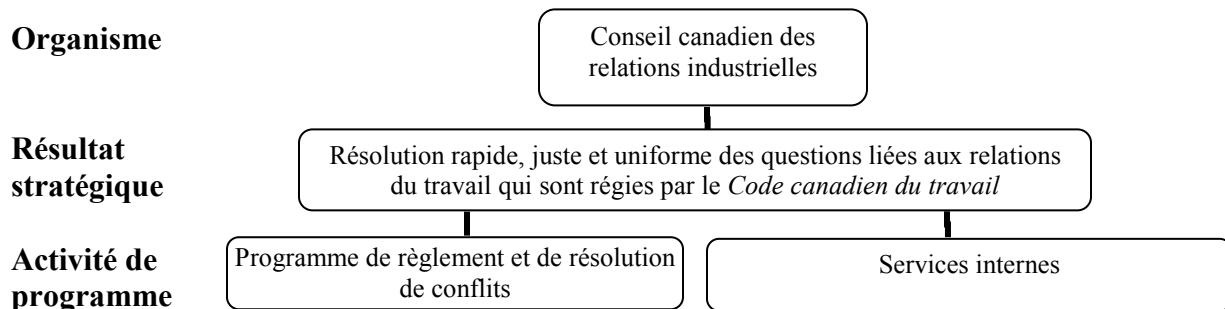 Organisme
Conseil canadien des
relations industrielles
Résultat
stratégique
Résolution rapide, juste et uniforme des questions liées aux relations
du travail qui sont régies par le Code canadien du travail
Activité de
programme
Programme de règlement et de résolution
de conflits
Services internes